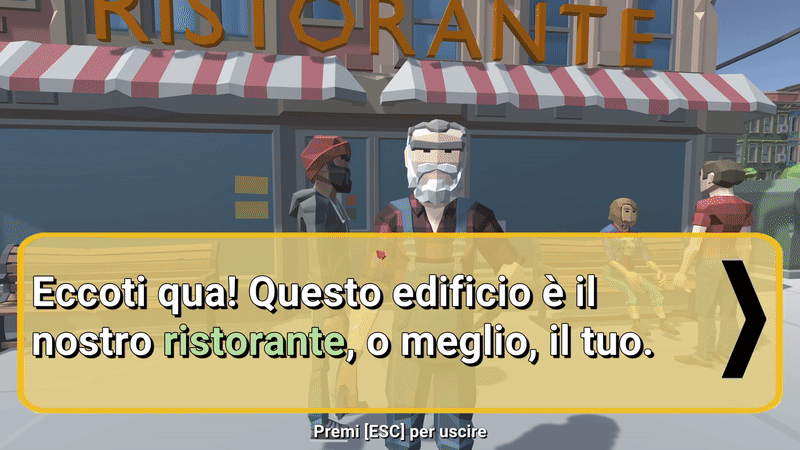 RISTORANTE
Eccoti qua! Questo edificio è il
nostro ristorante, o meglio, il tuo.
Premi [ESC] per uscire